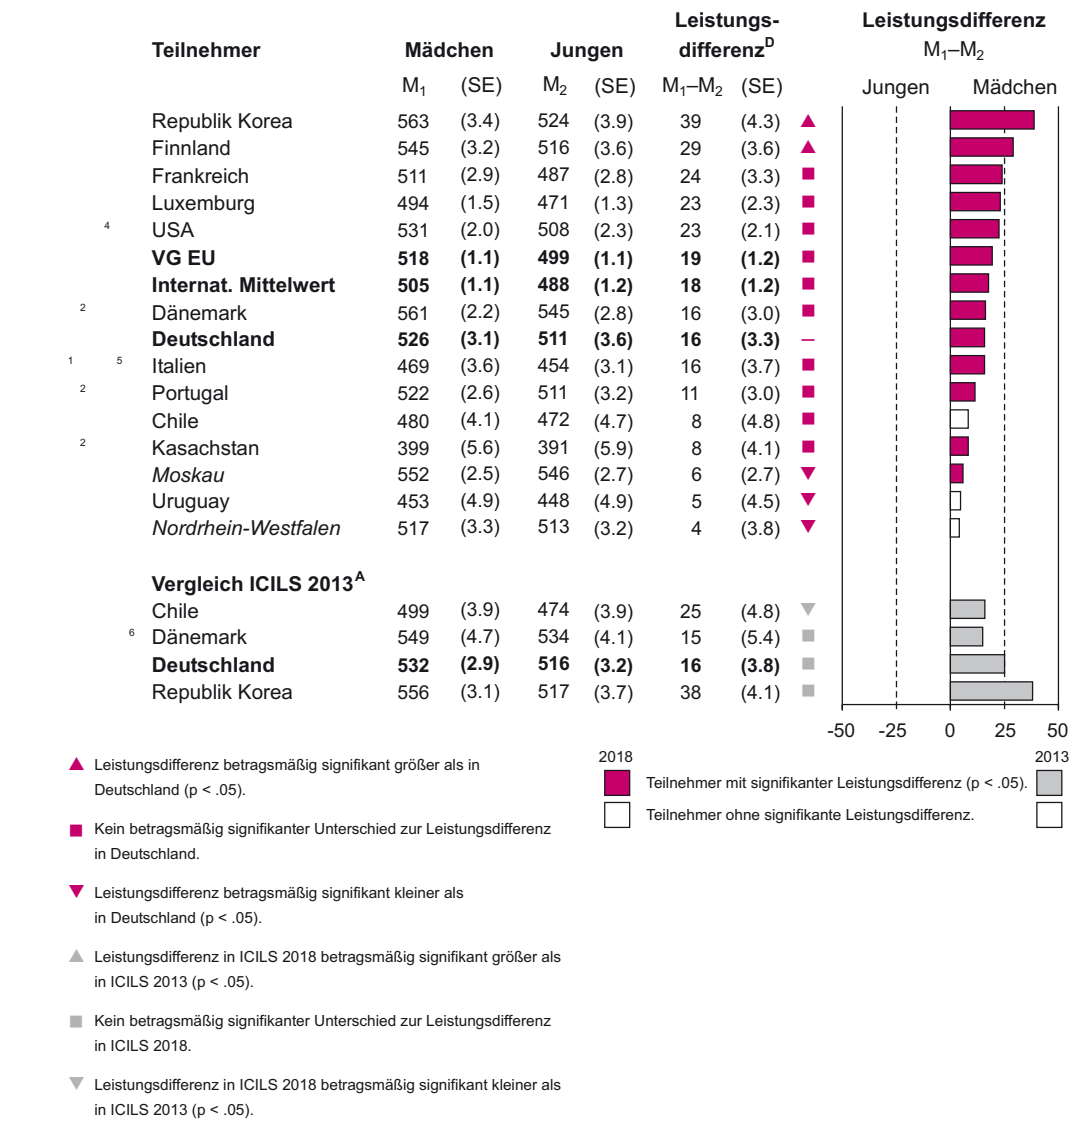 Leistungs- Leistungsdifferenz
Teilnehmer Mädchen Jungen differenzD M1–M2
M1 (SE) M2 (SE) M1–M2 (SE) Jungen Mädchen
Republik Korea 563 (3.4) 524 (3.9) 39 (4.3)
Finnland 545 (3.2) 516 (3.6) 29 (3.6)
Frankreich 511 (2.9) 487 (2.8) 24 (3.3)
Luxemburg 494 (1.5) 471 (1.3) 23 (2.3)
4 USA 531 (2.0) 508 (2.3) 23 (2.1)
VG EU 518 (1.1) 499 (1.1) 19 (1.2)
Internat. Mittelwert 505 (1.1) 488 (1.2) 18 (1.2)
2 Dänemark 561 (2.2) 545 (2.8) 16 (3.0)
Deutschland 526 (3.1) 511 (3.6) 16 (3.3) –
1 5 Italien 469 (3.6) 454 (3.1) 16 (3.7)
2 Portugal 522 (2.6) 511 (3.2) 11 (3.0)
Chile 480 (4.1) 472 (4.7) 8 (4.8)
2 Kasachstan 399 (5.6) 391 (5.9) 8 (4.1)
Moskau 552 (2.5) 546 (2.7) 6 (2.7)
Uruguay 453 (4.9) 448 (4.9) 5 (4.5)
Nordrhein-Westfalen 517 (3.3) 513 (3.2) 4 (3.8)
Vergleich ICILS 2013A
Chile 499 (3.9) 474 (3.9) 25 (4.8)
6 Dänemark 549 (4.7) 534 (4.1) 15 (5.4)
Deutschland 532 (2.9) 516 (3.2) 16 (3.8)
Republik Korea 556 (3.1) 517 (3.7) 38 (4.1)
-50 -25 0 25 50
Leistungsdifferenz betragsmäßig signifikant größer als in
Deutschland (p < .05).
Kein betragsmäßig signifikanter Unterschied zur Leistungsdifferenz
in Deutschland.
Leistungsdifferenz betragsmäßig signifikant kleiner als
in Deutschland (p < .05).
Leistungsdifferenz in ICILS 2018 betragsmäßig signifikant größer als
in ICILS 2013 (p < .05).
Kein betragsmäßig signifikanter Unterschied zur Leistungsdifferenz
in ICILS 2018.
Leistungsdifferenz in ICILS 2018 betragsmäßig signifikant kleiner als
in ICILS 2013 (p < .05).
2018 2013
Teilnehmer mit signifikanter Leistungsdifferenz (p < .05).
Teilnehmer ohne signifikante Leistungsdifferenz.